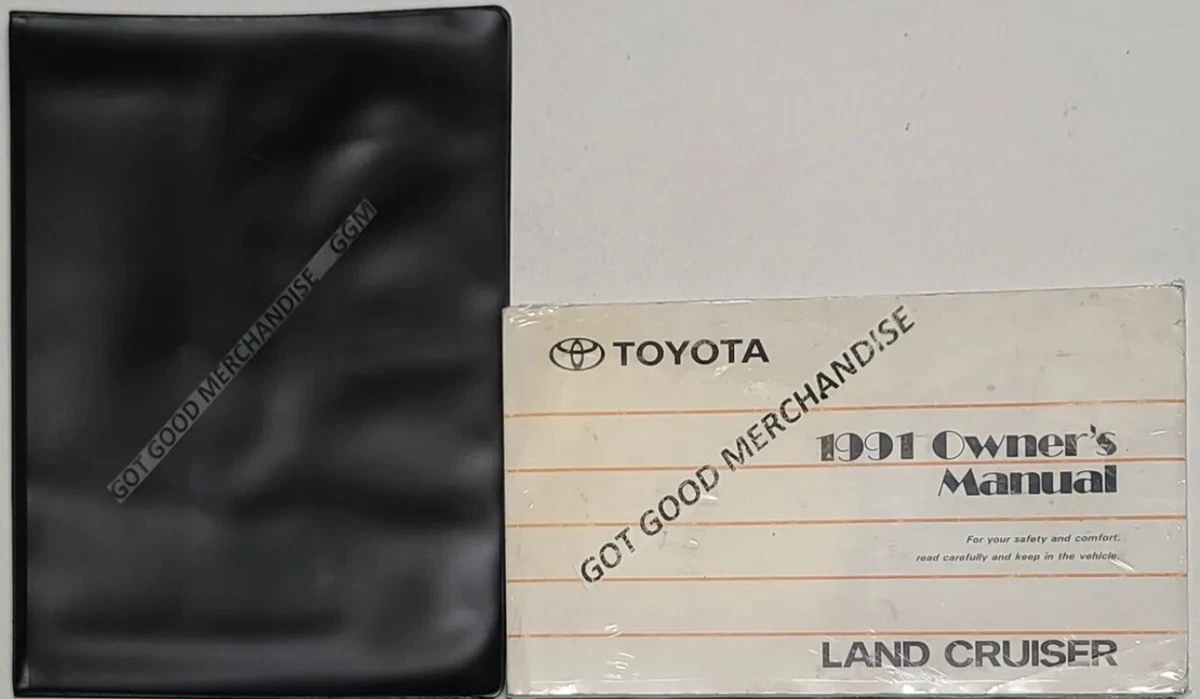 GOT GOOD MERCHANDISE GGM
TOYOTA
GOT GOOD MERCHANDISE
1991 Owner's
Manual
For your safety and comfort,
read carefully and keep in the vehicle.
LAND CRUISER